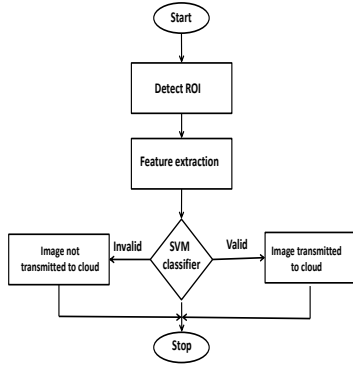 Start
Detect ROI
Feature extraction
SVM
classifier
Invalid
Valid
Image not
transmitted to cloud
Image transmitted
to cloud
Stop